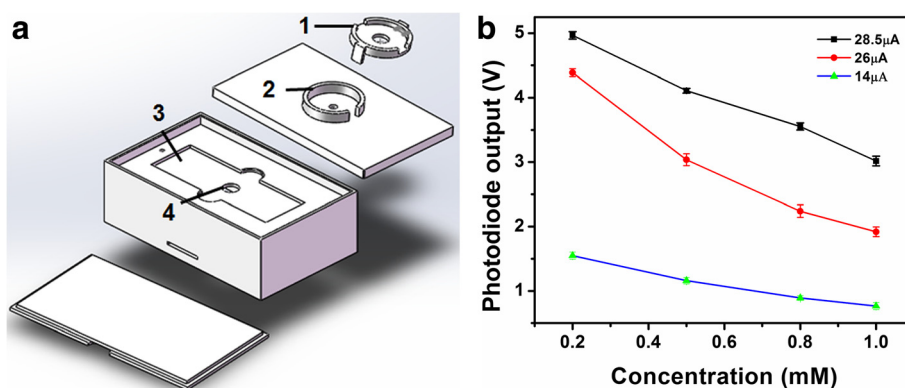 a
1
2
3
4
b
28.5μA
26μA
14μA
Photodiode output (V)
5
4
3
2
1
0.2
0.4
0.6
0.8
1.0
Concentration (mM)